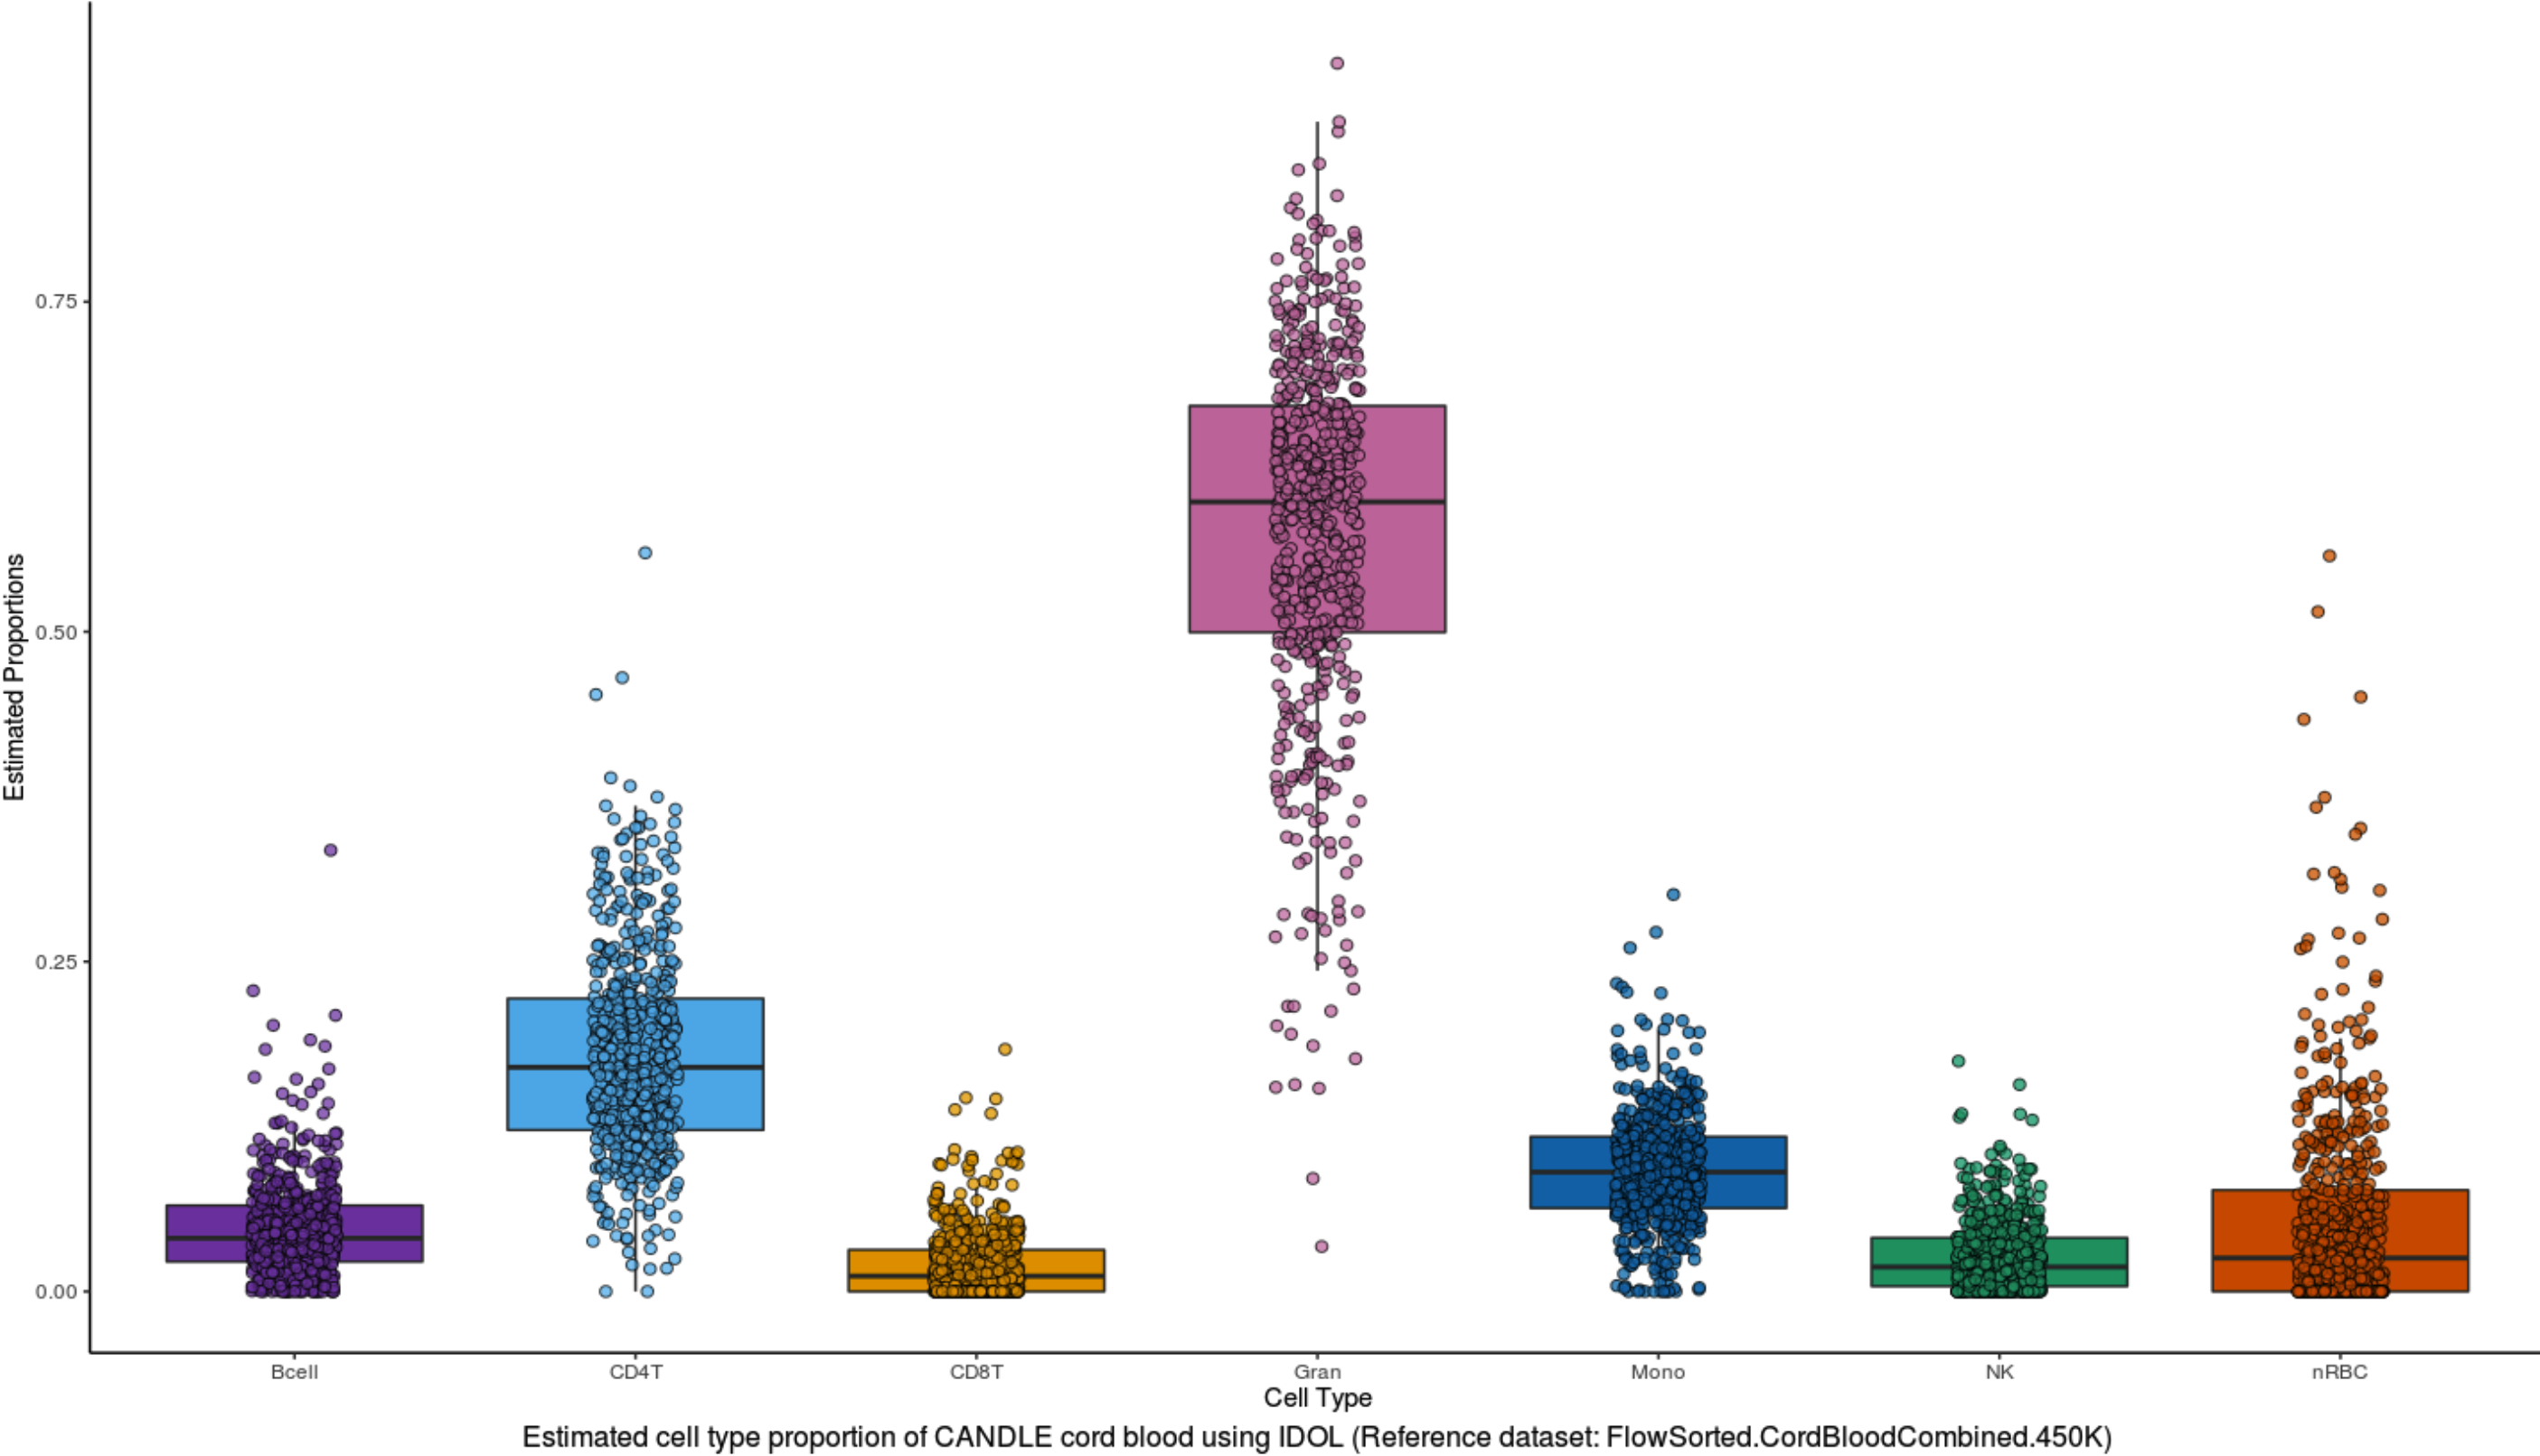 Estimated Proportions
0.75
0.50
0.25
0.00
Bcell CD4T CD8T Gran Mono NK nRBC
Cell Type
Estimated cell type proportion of CANDLE cord blood using IDOL (Reference dataset: FlowSorted.CordBloodCombined.450K)